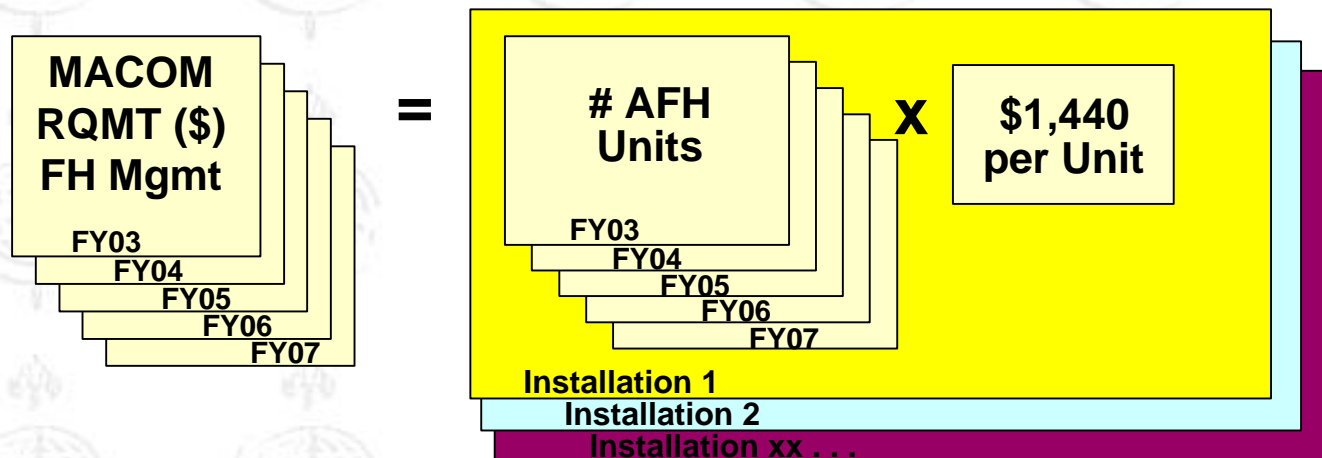 MACOM
RQMT ($)
FH Mgmt
FY03
FY04
FY05
FY06
FY07
=
# AFH
Units
FY03
FY04
FY05
FY06
FY07
x
$1,440
per Unit
Installation 1
Installation 2
Installation xx . . .